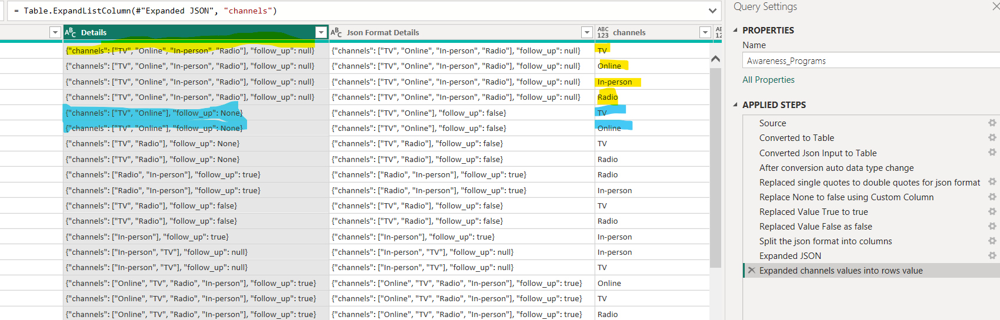 = Table.ExpandListColumn(#"Expanded JSON", "channels")
ABC Details ABC Json Format Details ABC 123 channels
{"channels": ["TV", "Online", "In-person", "Radio"], "follow_up": null} {"channels": ["TV", "Online", "In-person", "Radio"], "follow_up": null} TV
{"channels": ["TV", "Online", "In-person", "Radio"], "follow_up": null} {"channels": ["TV", "Online", "In-person", "Radio"], "follow_up": null} Online
{"channels": ["TV", "Online", "In-person", "Radio"], "follow_up": null} {"channels": ["TV", "Online", "In-person", "Radio"], "follow_up": null} In-person
{"channels": ["TV", "Online", "In-person", "Radio"], "follow_up": null} {"channels": ["TV", "Online", "In-person", "Radio"], "follow_up": null} Radio
{"channels": ["TV", "Online"], "follow_up": None} {"channels": ["TV", "Online"], "follow_up": false} TV
{"channels": ["TV", "Online"], "follow_up": None} {"channels": ["TV", "Online"], "follow_up": false} Online
{"channels": ["TV", "Radio"], "follow_up": None} {"channels": ["TV", "Radio"], "follow_up": false} TV
{"channels": ["TV", "Radio"], "follow_up": None} {"channels": ["TV", "Radio"], "follow_up": false} Radio
{"channels": ["Radio", "In-person"], "follow_up": true} {"channels": ["Radio", "In-person"], "follow_up": true} Radio
{"channels": ["Radio", "In-person"], "follow_up": true} {"channels": ["Radio", "In-person"], "follow_up": true} In-person
{"channels": ["TV", "Radio"], "follow_up": false} {"channels": ["TV", "Radio"], "follow_up": false} TV
{"channels": ["TV", "Radio"], "follow_up": false} {"channels": ["TV", "Radio"], "follow_up": false} Radio
{"channels": ["In-person"], "follow_up": true} {"channels": ["In-person"], "follow_up": true} In-person
{"channels": ["In-person", "TV"], "follow_up": null} {"channels": ["In-person", "TV"], "follow_up": null} In-person
{"channels": ["In-person", "TV"], "follow_up": null} {"channels": ["In-person", "TV"], "follow_up": null} TV
{"channels": ["Online", "TV", "Radio", "In-person"], "follow_up": true} {"channels": ["Online", "TV", "Radio", "In-person"], "follow_up": true} Online
{"channels": ["Online", "TV", "Radio", "In-person"], "follow_up": true} {"channels": ["Online", "TV", "Radio", "In-person"], "follow_up": true} TV
{"channels": ["Online", "TV", "Radio", "In-person"], "follow_up": true} {"channels": ["Online", "TV", "Radio", "In-person"], "follow_up": true} Radio
Query Settings
PROPERTIES
Name
Awareness_Programs
All Properties
APPLIED STEPS
Source
Converted to Table
Converted Json Input to Table
After conversion auto data type change
Replaced single quotes to double quotes for json format
Replace None to false using Custom Column
Replaced Value True to true
Replaced Value False as false
Split the json format into columns
Expanded JSON
Expanded channels values into rows value